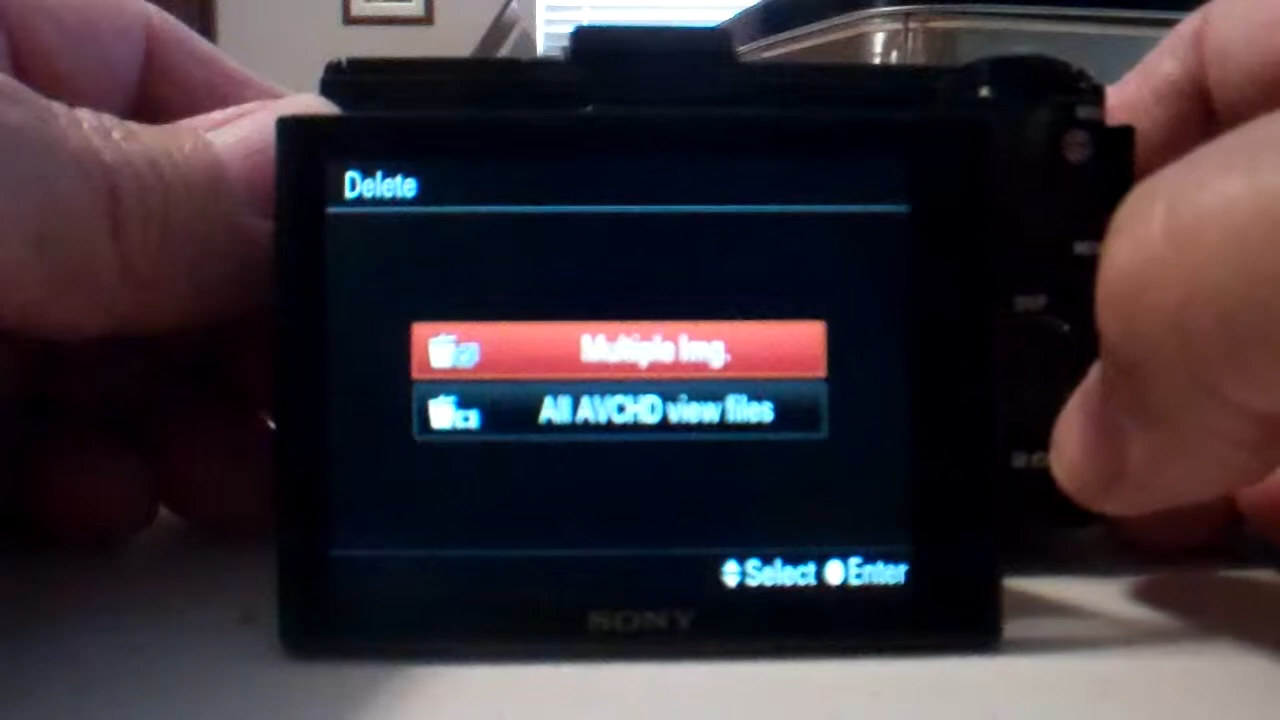 Delete
Multiple Img.
All AVCHD view files
Select Enter
SONY